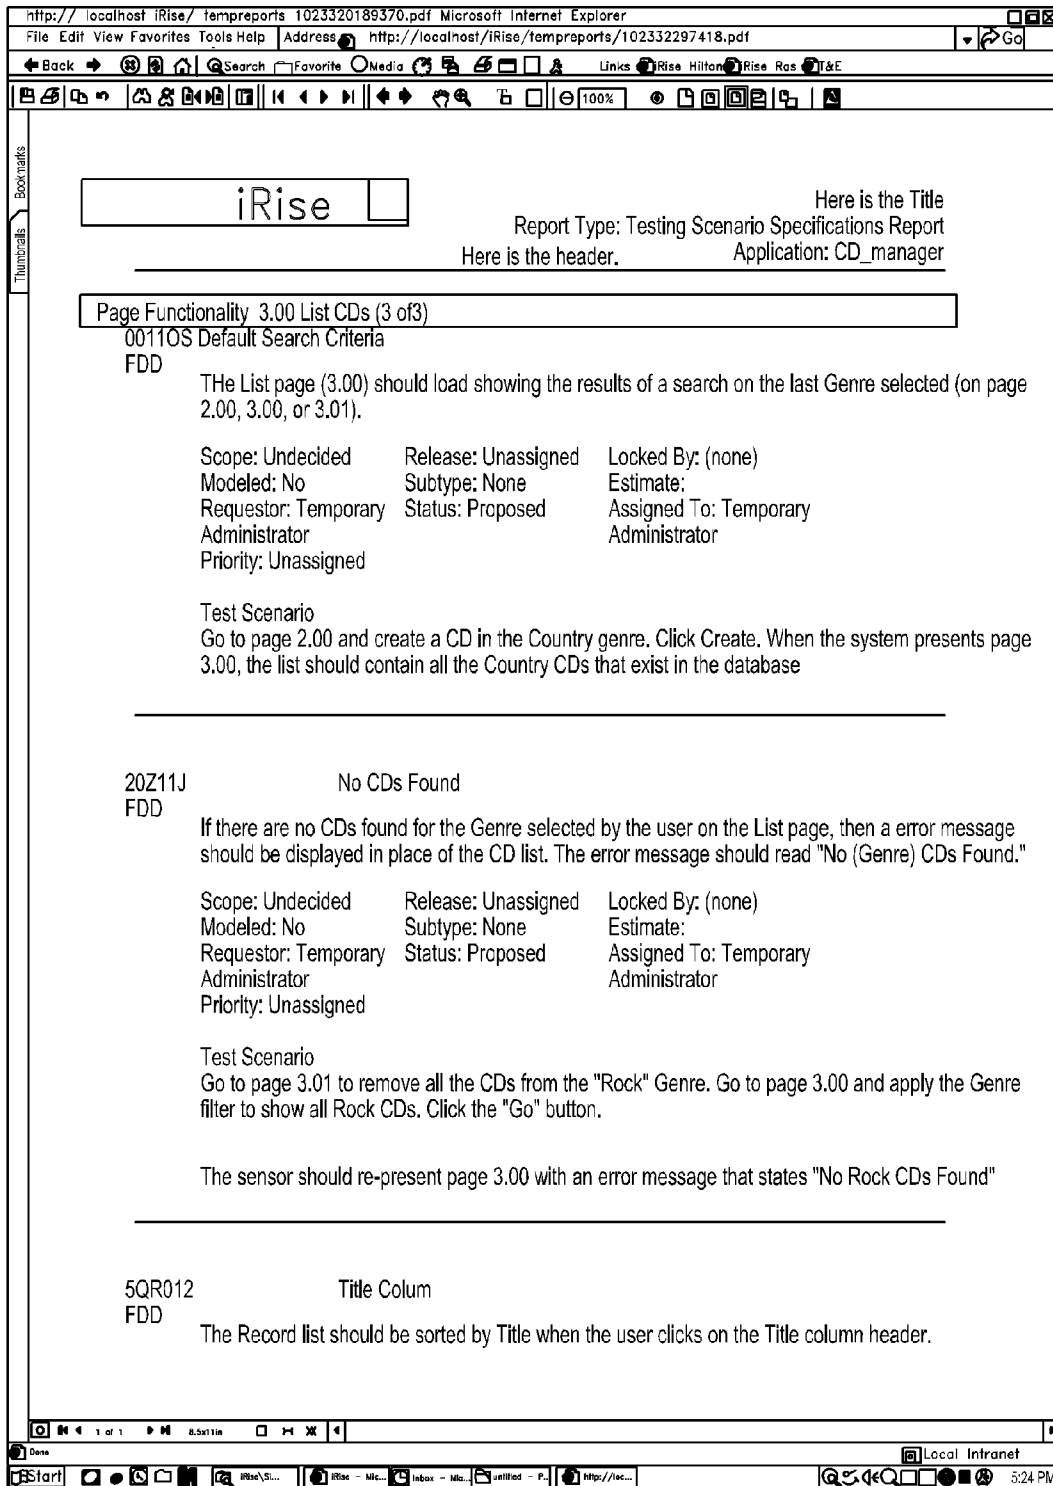 http:// localhost iRise/ tempreports 1023320189370.pdf Microsoft Internet Explorer
File Edit View Favorites Tools Help Address http://localhost/iRise/tempreports/102332297418.pdf Go
Back Search Favorite Media Links iRise Hilton iRise Ras T&E
100%
Bookmarks
Thumbnails
iRise
Here is the Title
Report Type: Testing Scenario Specifications Report
Here is the header. Application: CD_manager
Page Functionality 3.00 List CDs (3 of3)
0011OS Default Search Criteria
FDD
THe List page (3.00) should load showing the results of a search on the last Genre selected (on page
2.00, 3.00, or 3.01).
Scope: Undecided Release: Unassigned Locked By: (none)
Modeled: No Subtype: None Estimate:
Requestor: Temporary Status: Proposed Assigned To: Temporary
Administrator Administrator
Priority: Unassigned
Test Scenario
Go to page 2.00 and create a CD in the Country genre. Click Create. When the system presents page
3.00, the list should contain all the Country CDs that exist in the database
20Z11J No CDs Found
FDD
If there are no CDs found for the Genre selected by the user on the List page, then a error message
should be displayed in place of the CD list. The error message should read "No (Genre) CDs Found."
Scope: Undecided Release: Unassigned Locked By: (none)
Modeled: No Subtype: None Estimate:
Requestor: Temporary Status: Proposed Assigned To: Temporary
Administrator Administrator
Priority: Unassigned
Test Scenario
Go to page 3.01 to remove all the CDs from the "Rock" Genre. Go to page 3.00 and apply the Genre
filter to show all Rock CDs. Click the "Go" button.
The sensor should re-present page 3.00 with an error message that states "No Rock CDs Found"
5QR012 Title Colum
FDD
The Record list should be sorted by Title when the user clicks on the Title column header.
1 of 1 8.5x11in
Done Local Intranet
Start iRise\Si... iRise - Mic... Inbox - Mic... untitled - P... http://loc... 5:24 PM